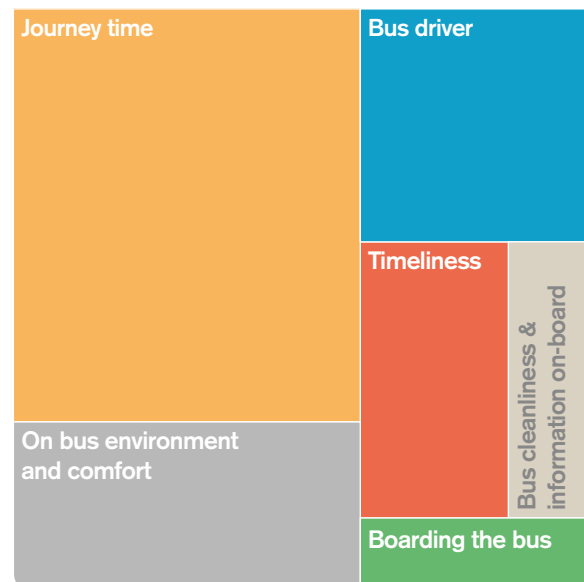 Journey time
Bus driver
Timeliness
Bus cleanliness &
information on-board
On bus environment
and comfort
Boarding the bus